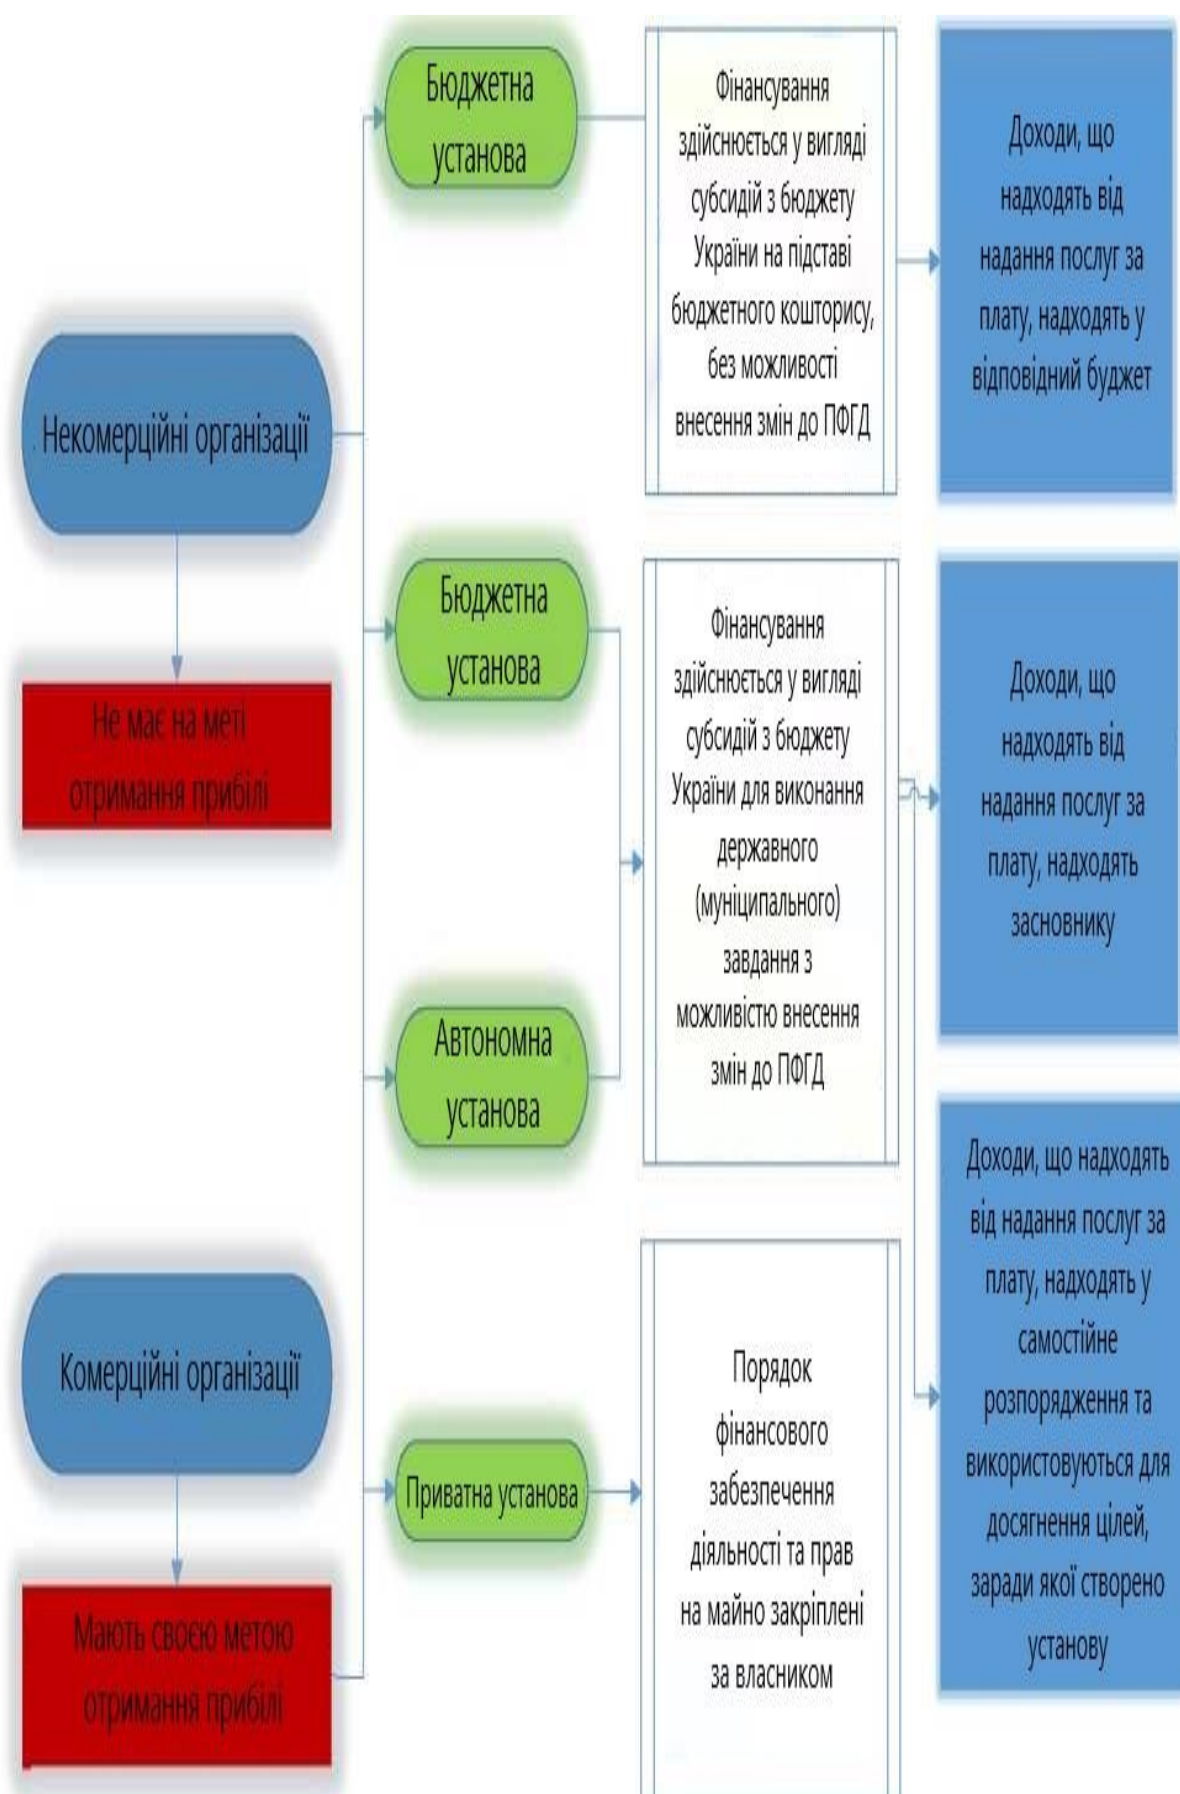 Бюджетна
установа
Фінансування
здійснюється у вигляді
субсидій з бюджету
України на підставі
бюджетного кошторису,
без можливості
внесення змін до ПФГД
Доходи, що
надходять від
надання послуг за
плату, надходять у
відповідний буджет
Некомерційні організації
Не має на меті
отримання прибілі
Бюджетна
установа
Фінансування
здійснюється у вигляді
субсидій з бюджету
України для виконання
державного
(муніципального)
завдання з
можливістю внесення
змін до ПФГД
Доходи, що
надходять від
надання послуг за
плату, надходять
засновнику
Автономна
установа
Доходи, що надходять
від надання послуг за
плату, надходять у
самостійне
розпорядження та
використовуються для
досягнення цілей,
заради якої створено
установу
Комерційні організації
Мають своєю метою
отримання прибілі
Приватна установа
Порядок
фінансового
забезпечення
діяльності та прав
на майно закріплені
за власником